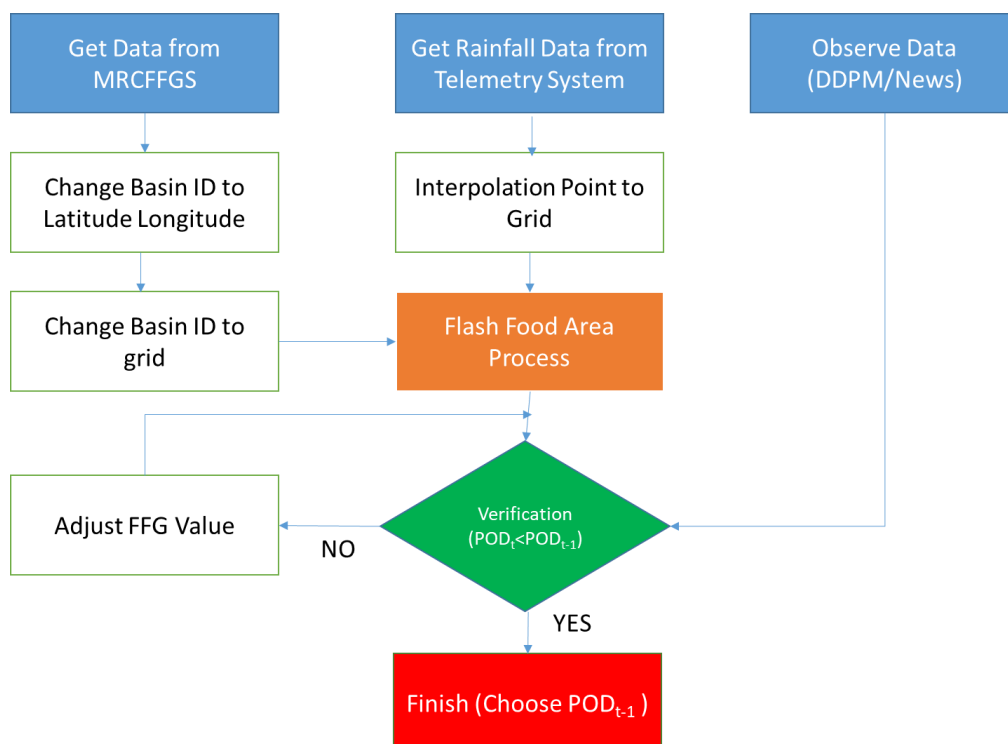 Get Data from
MRCFFGS
Get Rainfall Data from
Telemetry System
Observe Data
(DDPM/News)
Change Basin ID to
Latitude Longitude
Interpolation Point to
Grid
Change Basin ID to
grid
Flash Food Area
Process
Adjust FFG Value
NO
Verification
(PODt<PODt-1)
YES
Finish (Choose PODt-1 )